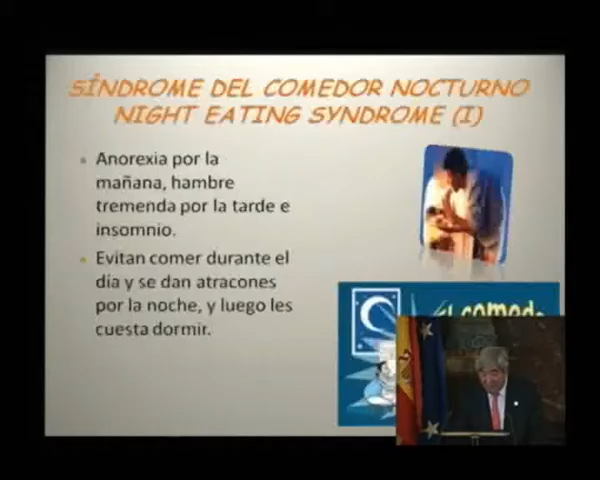 SÍNDROME DEL COMEDOR NOCTURNO
NIGHT EATING SYNDROME (I)
Anorexia por la
mañana, hambre
tremenda por la tarde e
insomnio.
Evitan comer durante el
día y se dan atracones
por la noche, y luego les
cuesta dormir.